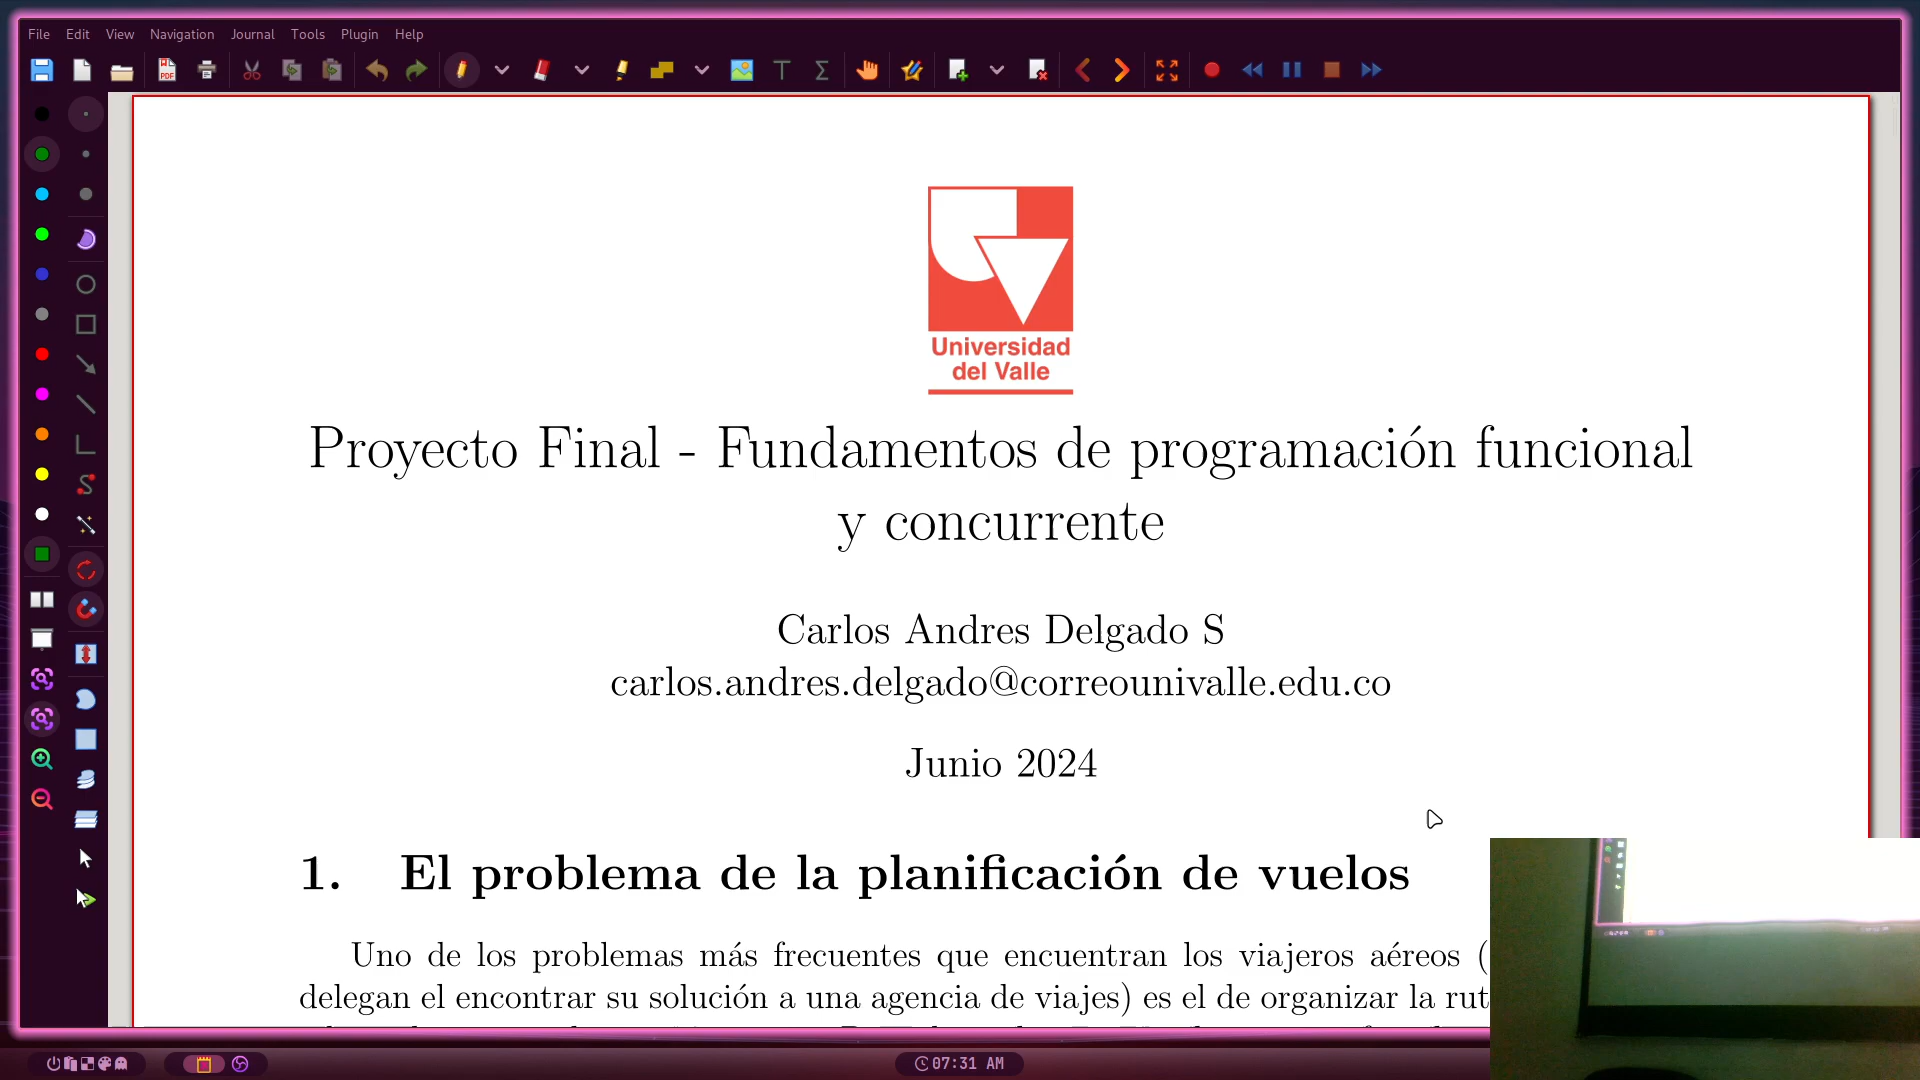 File Edit View Navigation Journal Tools Plugin Help
Universidad
del Valle
Proyecto Final - Fundamentos de programación funcional
y concurrente
Carlos Andres Delgado S
carlos.andres.delgado@correounivalle.edu.co
Junio 2024
1. El problema de la planificación de vuelos
Uno de los problemas más frecuentes que encuentran los viajeros aéreos (
delegan el encontrar su solución a una agencia de viajes) es el de organizar la rut
07:31 AM